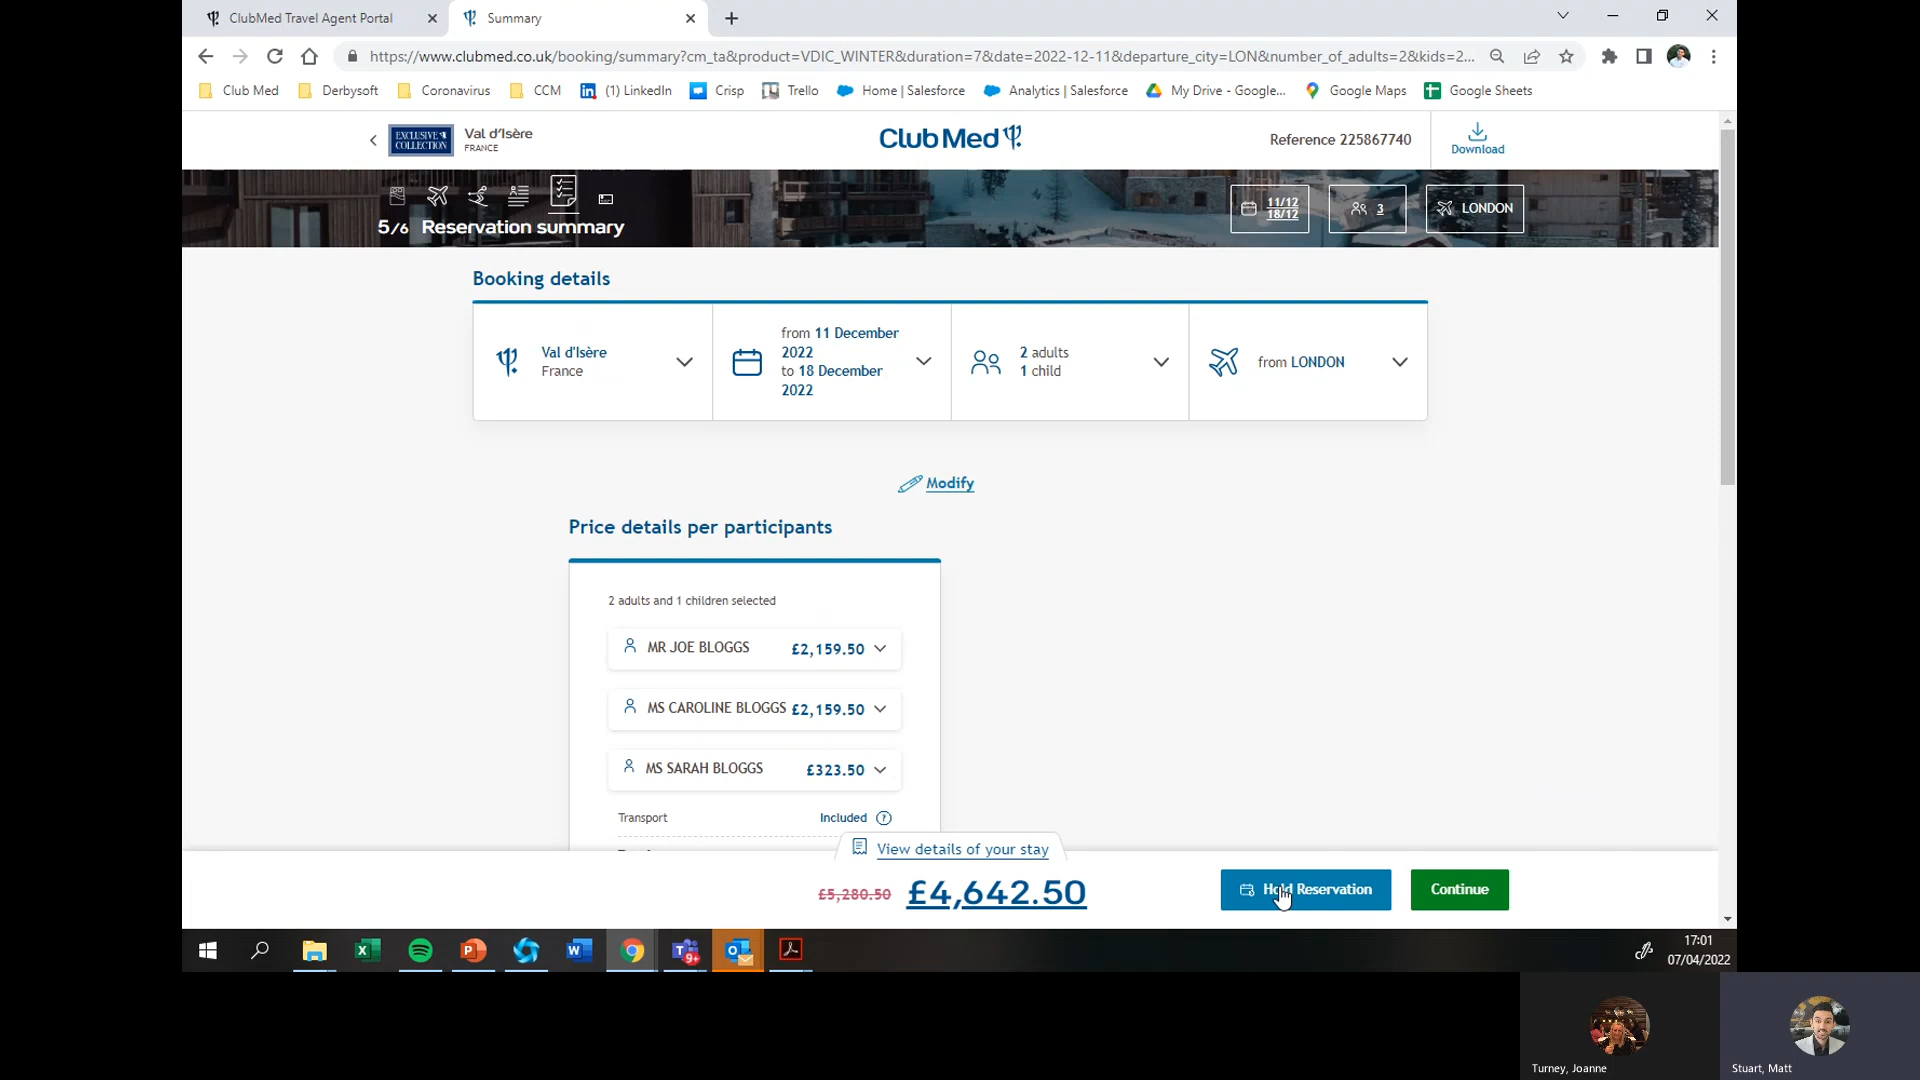 ClubMed Travel Agent Portal
Summary
https://www.clubmed.co.uk/booking/summary?cm_ta&product=VDIC_WINTER&duration=7&date=2022-12-11&departure_city=LON&number_of_adults=2&kids=2...
Club Med
Derbysoft
Coronavirus
CCM
(1) LinkedIn
Crisp
Trello
Home | Salesforce
Analytics | Salesforce
My Drive - Google...
Google Maps
Google Sheets
EXCLUSIVE
COLLECTION
Val d'Isère
FRANCE
Club Med
Reference 225867740
Download
5/6 Reservation summary
11/12
18/12
3
LONDON
Booking details
Val d'Isère
France
from 11 December
2022
to 18 December
2022
2 adults
1 child
from LONDON
Modify
Price details per participants
2 adults and 1 children selected
MR JOE BLOGGS £2,159.50
MS CAROLINE BLOGGS £2,159.50
MS SARAH BLOGGS £323.50
Transport Included ?
View details of your stay
£5,280.50 £4,642.50
Hold Reservation
Continue
9+
17:01
07/04/2022
Turney, Joanne
Stuart, Matt